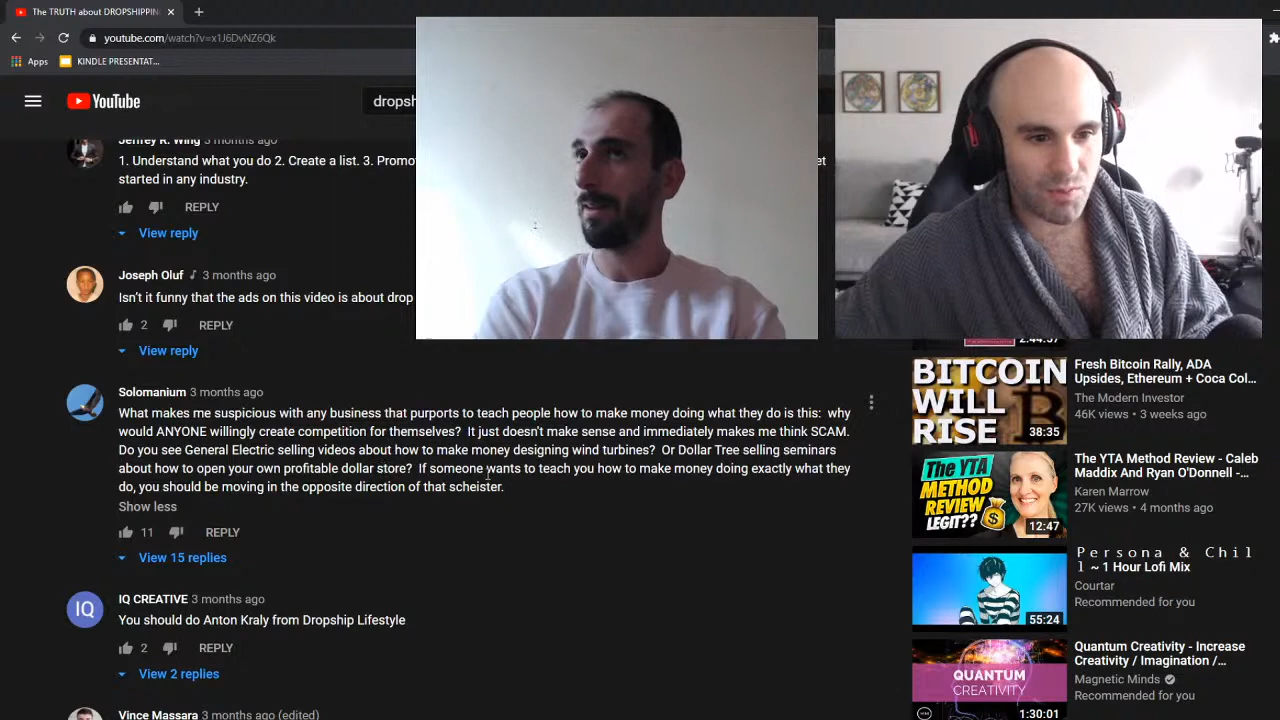 The TRUTH about DROPSHIPPIN
youtube.com/watch?v=x1J6DvNZ6Qk
Apps
KINDLE PRESENTAT...
YouTube
dropsh
Jeffrey R. Wing 3 months ago
1. Understand what you do 2. Create a list. 3. Promo
et
started in any industry.
REPLY
View reply
Joseph Oluf 3 months ago
Isn't it funny that the ads on this video is about drop
2 REPLY
View reply
Solomanium 3 months ago
What makes me suspicious with any business that purports to teach people how to make money doing what they do is this: why
would ANYONE willingly create competition for themselves? It just doesn't make sense and immediately makes me think SCAM.
Do you see General Electric selling videos about how to make money designing wind turbines? Or Dollar Tree selling seminars
about how to open your own profitable dollar store? If someone wants to teach you how to make money doing exactly what they
do, you should be moving in the opposite direction of that scheister.
Show less
11 REPLY
View 15 replies
IQ
IQ CREATIVE 3 months ago
You should do Anton Kraly from Dropship Lifestyle
2 REPLY
View 2 replies
Vince Massara 3 months ago (edited)
2:44:37
BITCOIN
WILL
RISE
38:35
Fresh Bitcoin Rally, ADA
Upsides, Ethereum + Coca Col...
The Modern Investor
46K views • 3 weeks ago
The YTA
METHOD
REVIEW
LEGIT??
12:47
The YTA Method Review - Caleb
Maddix And Ryan O'Donnell -...
Karen Marrow
27K views • 4 months ago
55:24
Persona & Chil
l ~ 1 Hour Lofi Mix
Courtar
Recommended for you
QUANTUM
CREATIVITY
1:30:01
Quantum Creativity - Increase
Creativity / Imagination /...
Magnetic Minds
Recommended for you